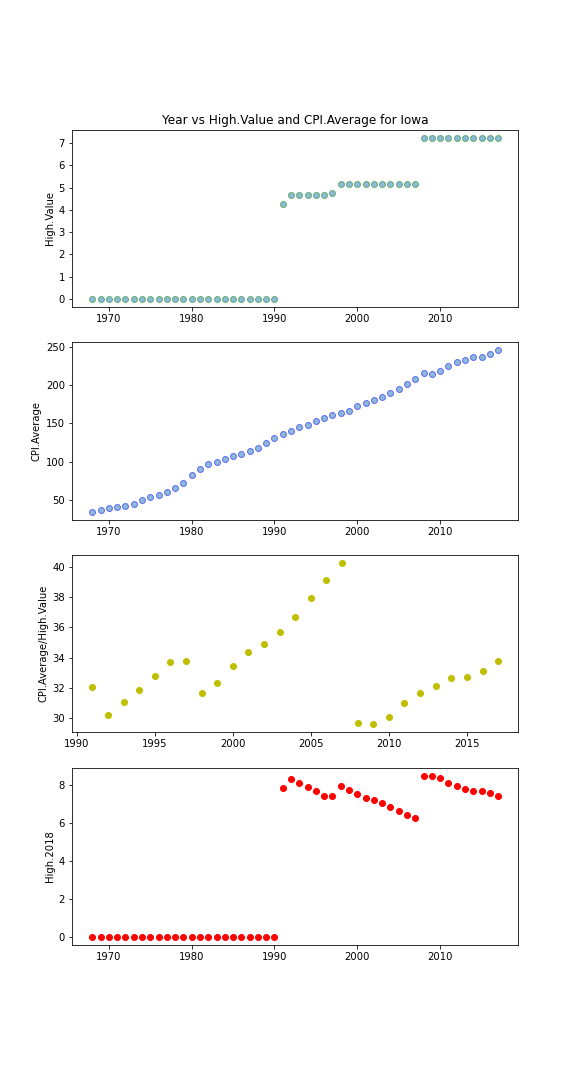 Year vs High.Value and CPI.Average for Iowa
7
6
5
4
3
2
1
0
High.Value
1970 1980 1990 2000 2010
250
200
150
100
50
CPI.Average
1970 1980 1990 2000 2010
40
38
36
34
32
30
CPI.Average/High.Value
1990 1995 2000 2005 2010 2015
8
6
4
2
0
High.2018
1970 1980 1990 2000 2010